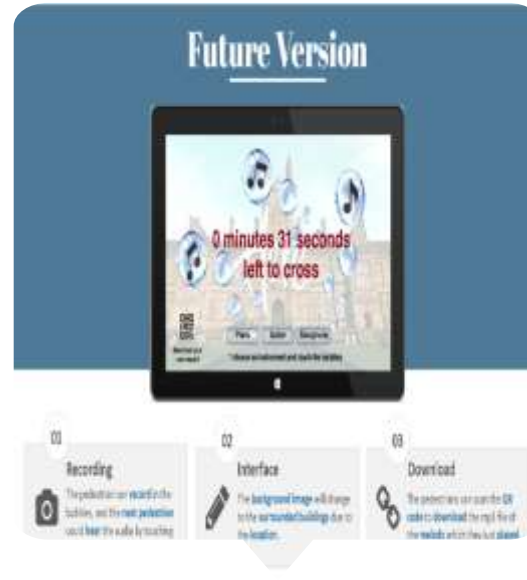 Future Version
0 minutes 31 seconds
left to cross
Piano Guitar Saxophone
01
Recording
The pedestrian can record in the
bubbles, and the next pedestrian
could hear the audio by touching
02
Interface
The background image will change
to the surrounded buildings due to
the location.
03
Download
The pedestrians can scan the QR
code to download the mp3 file of
the melody which they just played